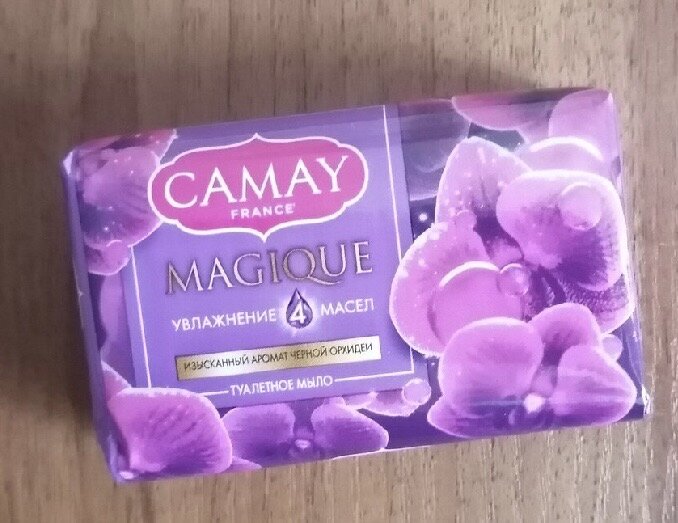 CAMAY
FRANCE
MAGIQUE
УВЛАЖНЕНИЕ 4 МАСЕЛ
ИЗЫСКАННЫЙ АРОМАТ ЧЕРНОЙ ОРХИДЕИ
ТУАЛЕТНОЕ МЫЛО